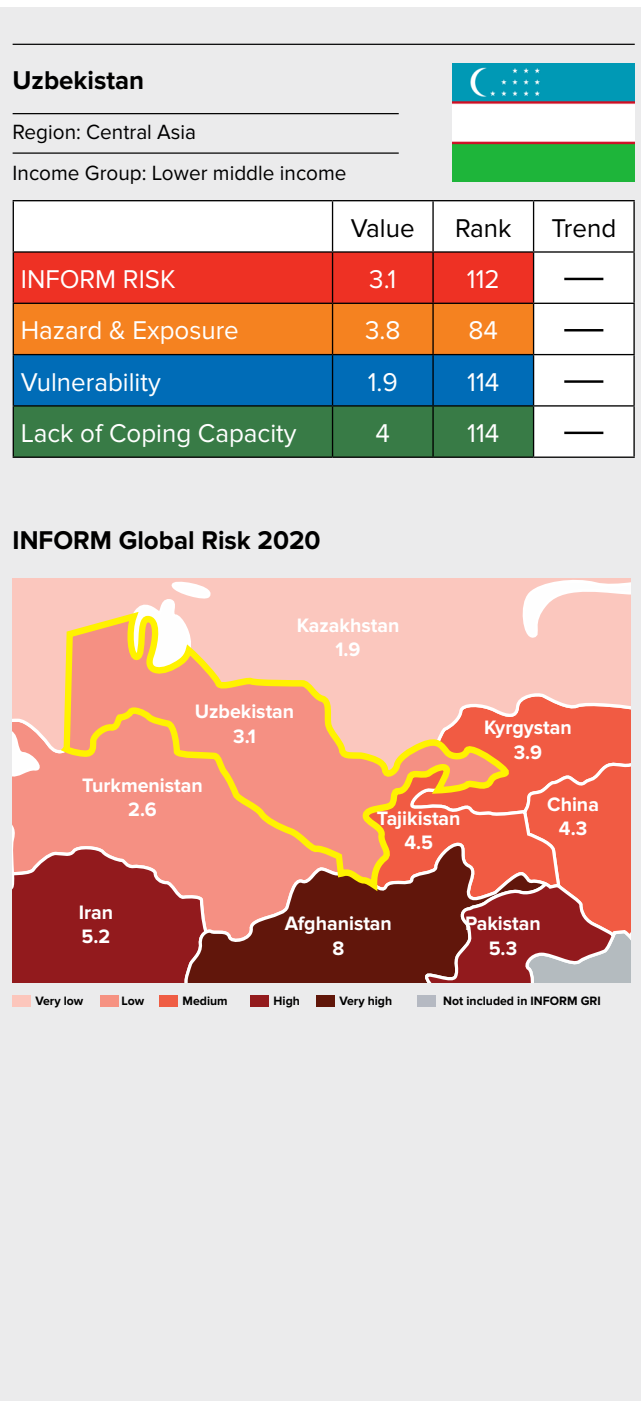 Uzbekistan
Region: Central Asia
Income Group: Lower middle income
Value Rank Trend
INFORM RISK 3.1 112 —
Hazard & Exposure 3.8 84 —
Vulnerability 1.9 114 —
Lack of Coping Capacity 4 114 —
INFORM Global Risk 2020
Kazakhstan
1.9
Uzbekistan
3.1
Kyrgystan
3.9
Turkmenistan
2.6
China
4.3
Tajikistan
4.5
Iran
5.2
Afghanistan
8
Pakistan
5.3
Very low Low Medium High Very high Not included in INFORM GRI